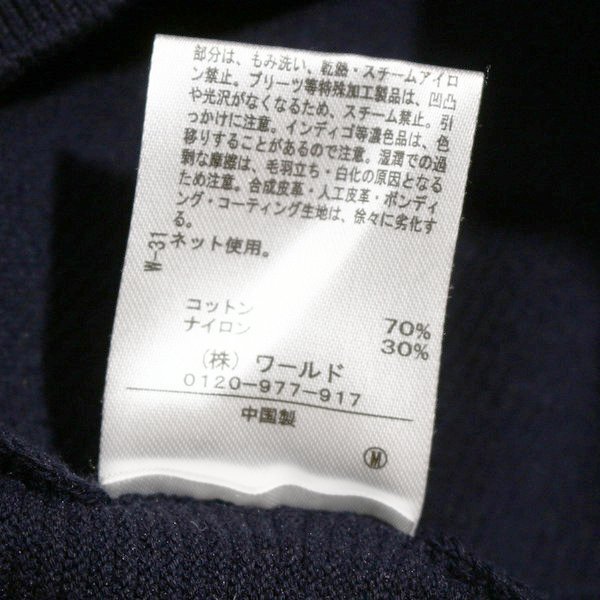 部分は、もみ洗い、乾熱・スチームアイロ
ン禁止。プリーツ等特殊加工製品は、凹凸
や光沢がなくなるため、スチーム禁止。引
っかけに注意。インディゴ等濃色品は、色
移りすることがあるので注意。湿潤での過
剰な摩擦は、毛羽立ち・白化の原因となる
ため注意。合成皮革・人工皮革・ボンディ
ング・コーティング生地は、徐々に劣化す
る。
ネット使用。
W-31
コットン 70%
ナイロン 30%
(株) ワールド
0120-977-917
中国製
M